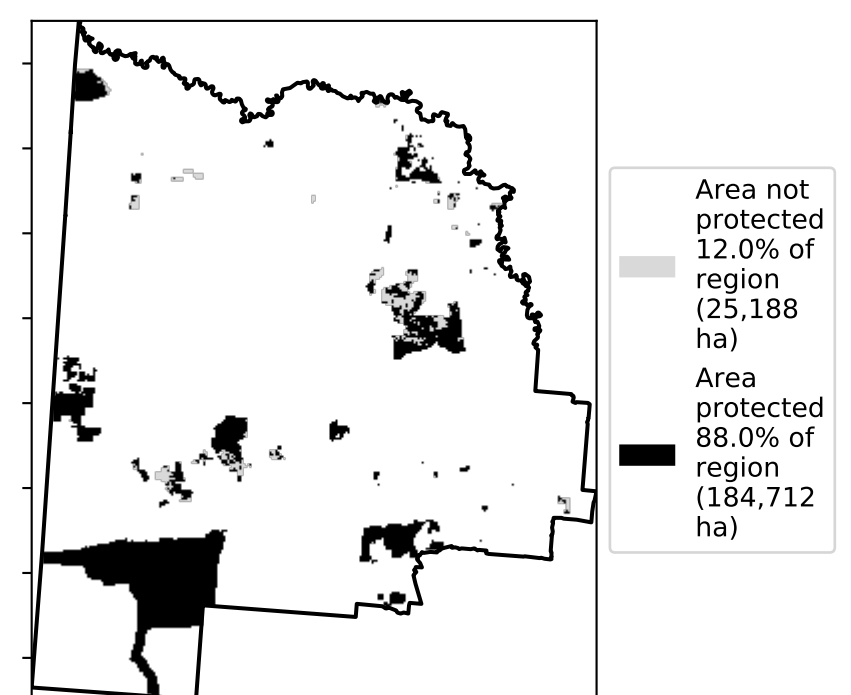 Area not
protected
12.0% of
region
(25,188
ha)
Area
protected
88.0% of
region
(184,712
ha)